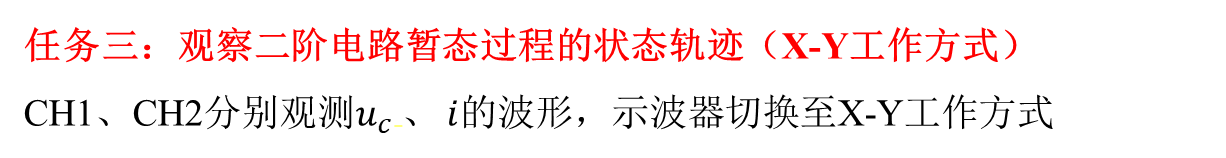 任务三：观察二阶电路暂态过程的状态轨迹（X-Y工作方式）
CH1、CH2分别观测u_c 、 i的波形，示波器切换至X-Y工作方式